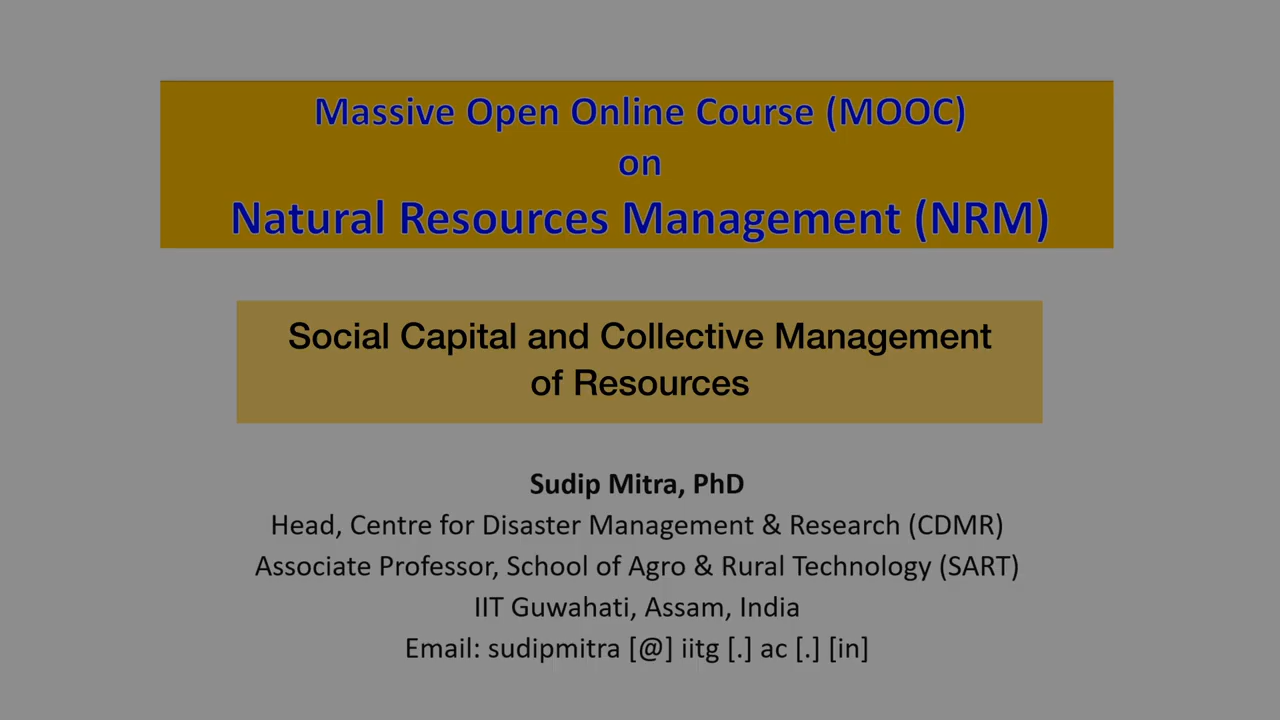 Massive Open Online Course (MOOC)
on
Natural Resources Management (NRM)
Social Capital and Collective Management
of Resources
Sudip Mitra, PhD
Head, Centre for Disaster Management & Research (CDMR)
Associate Professor, School of Agro & Rural Technology (SART)
IIT Guwahati, Assam, India
Email: sudipmitra [@] iitg [.] ac [.] [in]